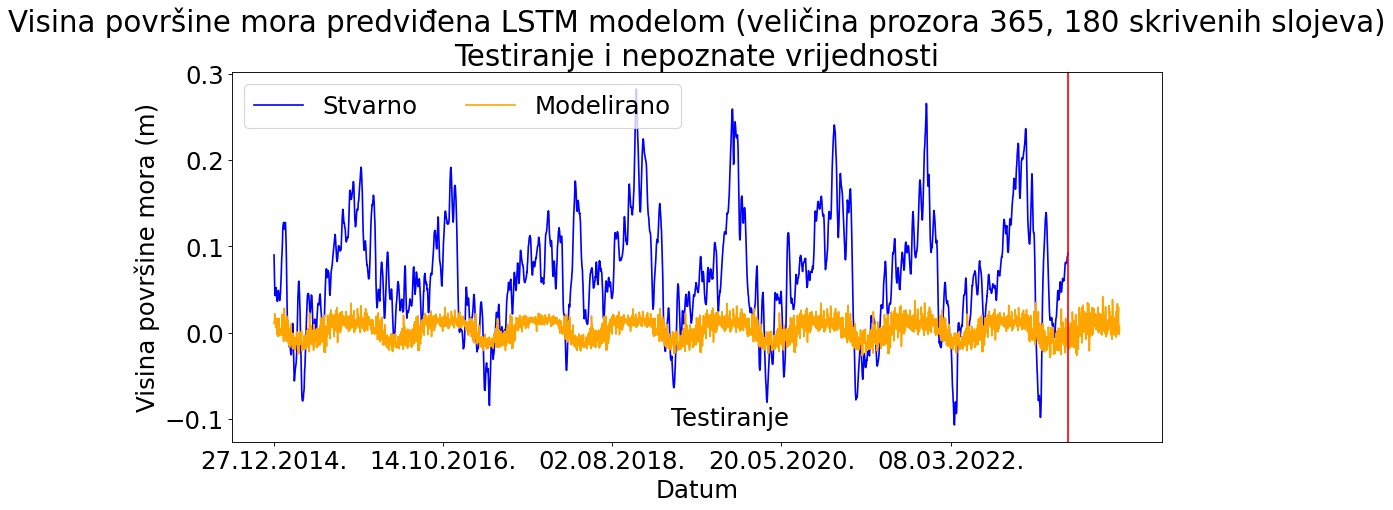 Visina površine mora predviđena LSTM modelom (veličina prozora 365, 180 skrivenih slojeva)
Testiranje i nepoznate vrijednosti
Stvarno
Modelirano
Visina površine mora (m)
0.3
0.2
0.1
0.0
−0.1
Testiranje
27.12.2014.
14.10.2016.
02.08.2018.
20.05.2020.
08.03.2022.
Datum